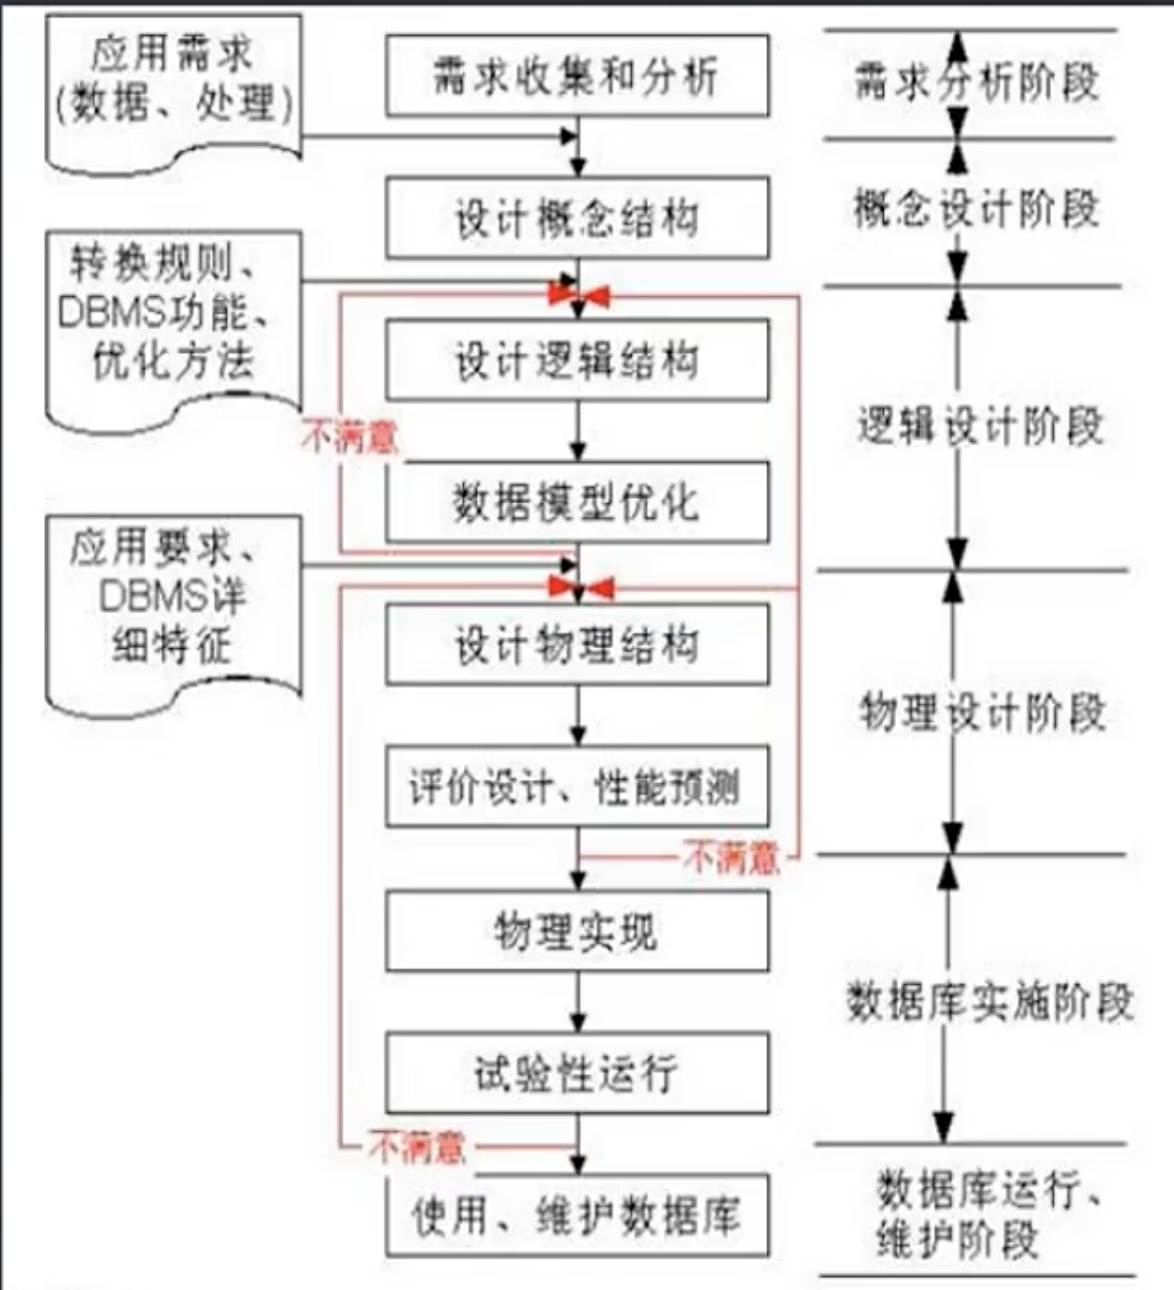 应用需求
(数据、处理)
需求收集和分析
需求分析阶段
设计概念结构
概念设计阶段
转换规则、
DBMS功能、
优化方法
设计逻辑结构
不满意
逻辑设计阶段
数据模型优化
应用要求、
DBMS详
细特征
设计物理结构
物理设计阶段
评价设计、性能预测
不满意
物理实现
数据库实施阶段
试验性运行
不满意
使用、维护数据库
数据库运行、
维护阶段